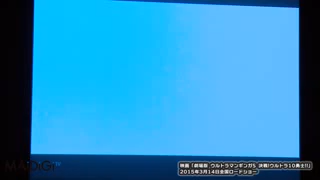 MAiDiGiTV
映画「劇場版 ウルトラマンギンガS 決戦!ウルトラ10勇士!!」
2015年3月14日全国ロードショー